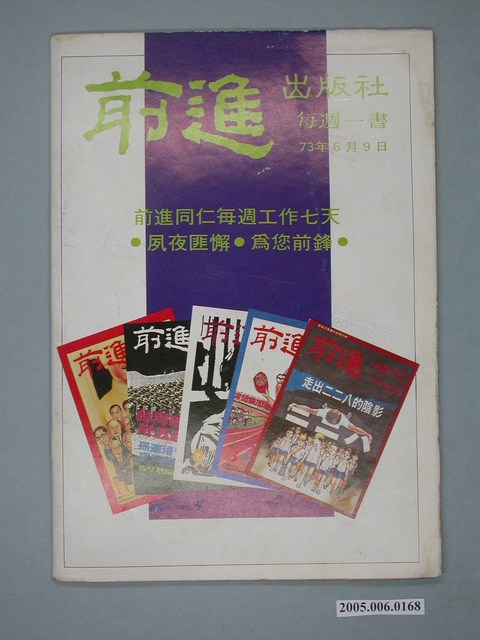 前進
出版社
每週一書
73年6月9日
前進同仁每週工作七天
●夙夜匪懈●為您前鋒●
前進
前進
前進
前進
前進
走出二二八的陰影
2005.006.0168